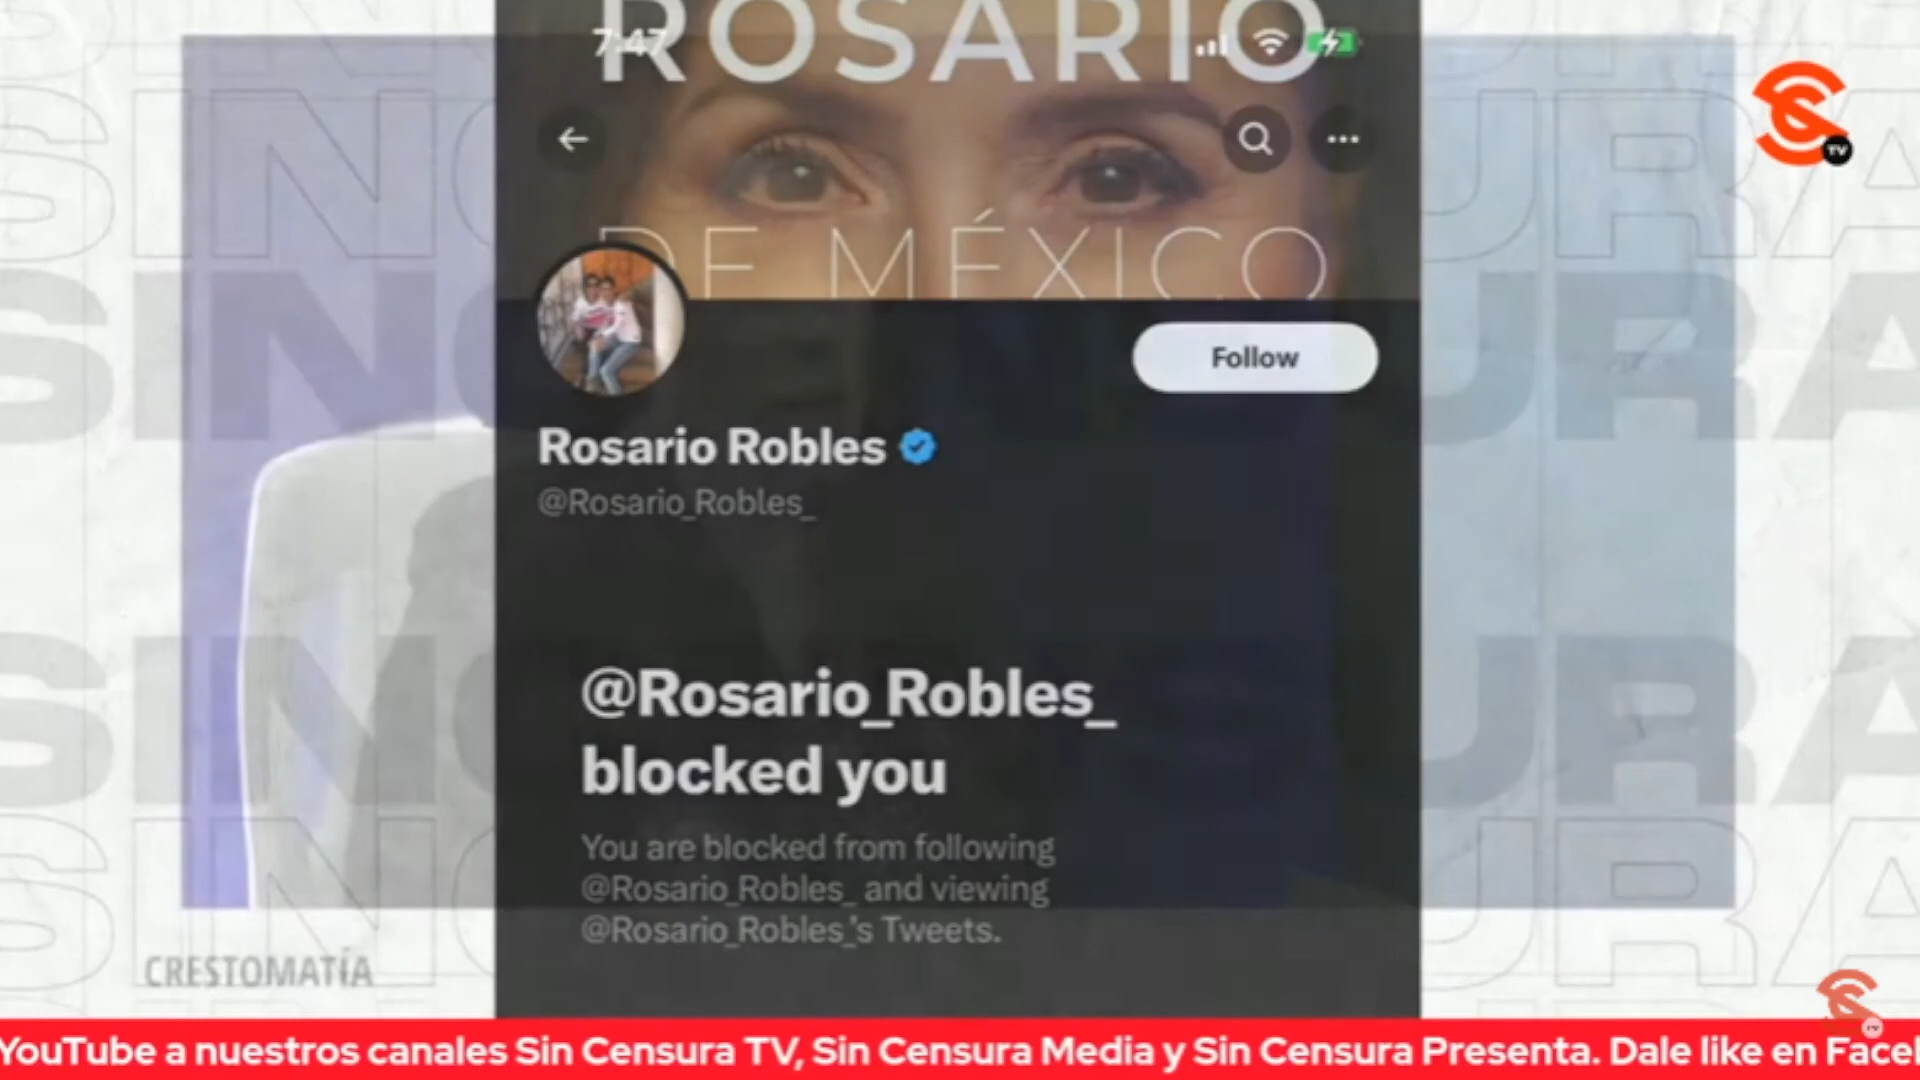 ROSARIO
7:47
DE MÉXICO
Follow
Rosario Robles
@Rosario_Robles_
@Rosario_Robles_
blocked you
You are blocked from following
@Rosario_Robles_ and viewing
@Rosario_Robles_'s Tweets.
TV
CRESTOMATÍA
TV
YouTube a nuestros canales Sin Censura TV, Sin Censura Media y Sin Censura Presenta. Dale like en Face